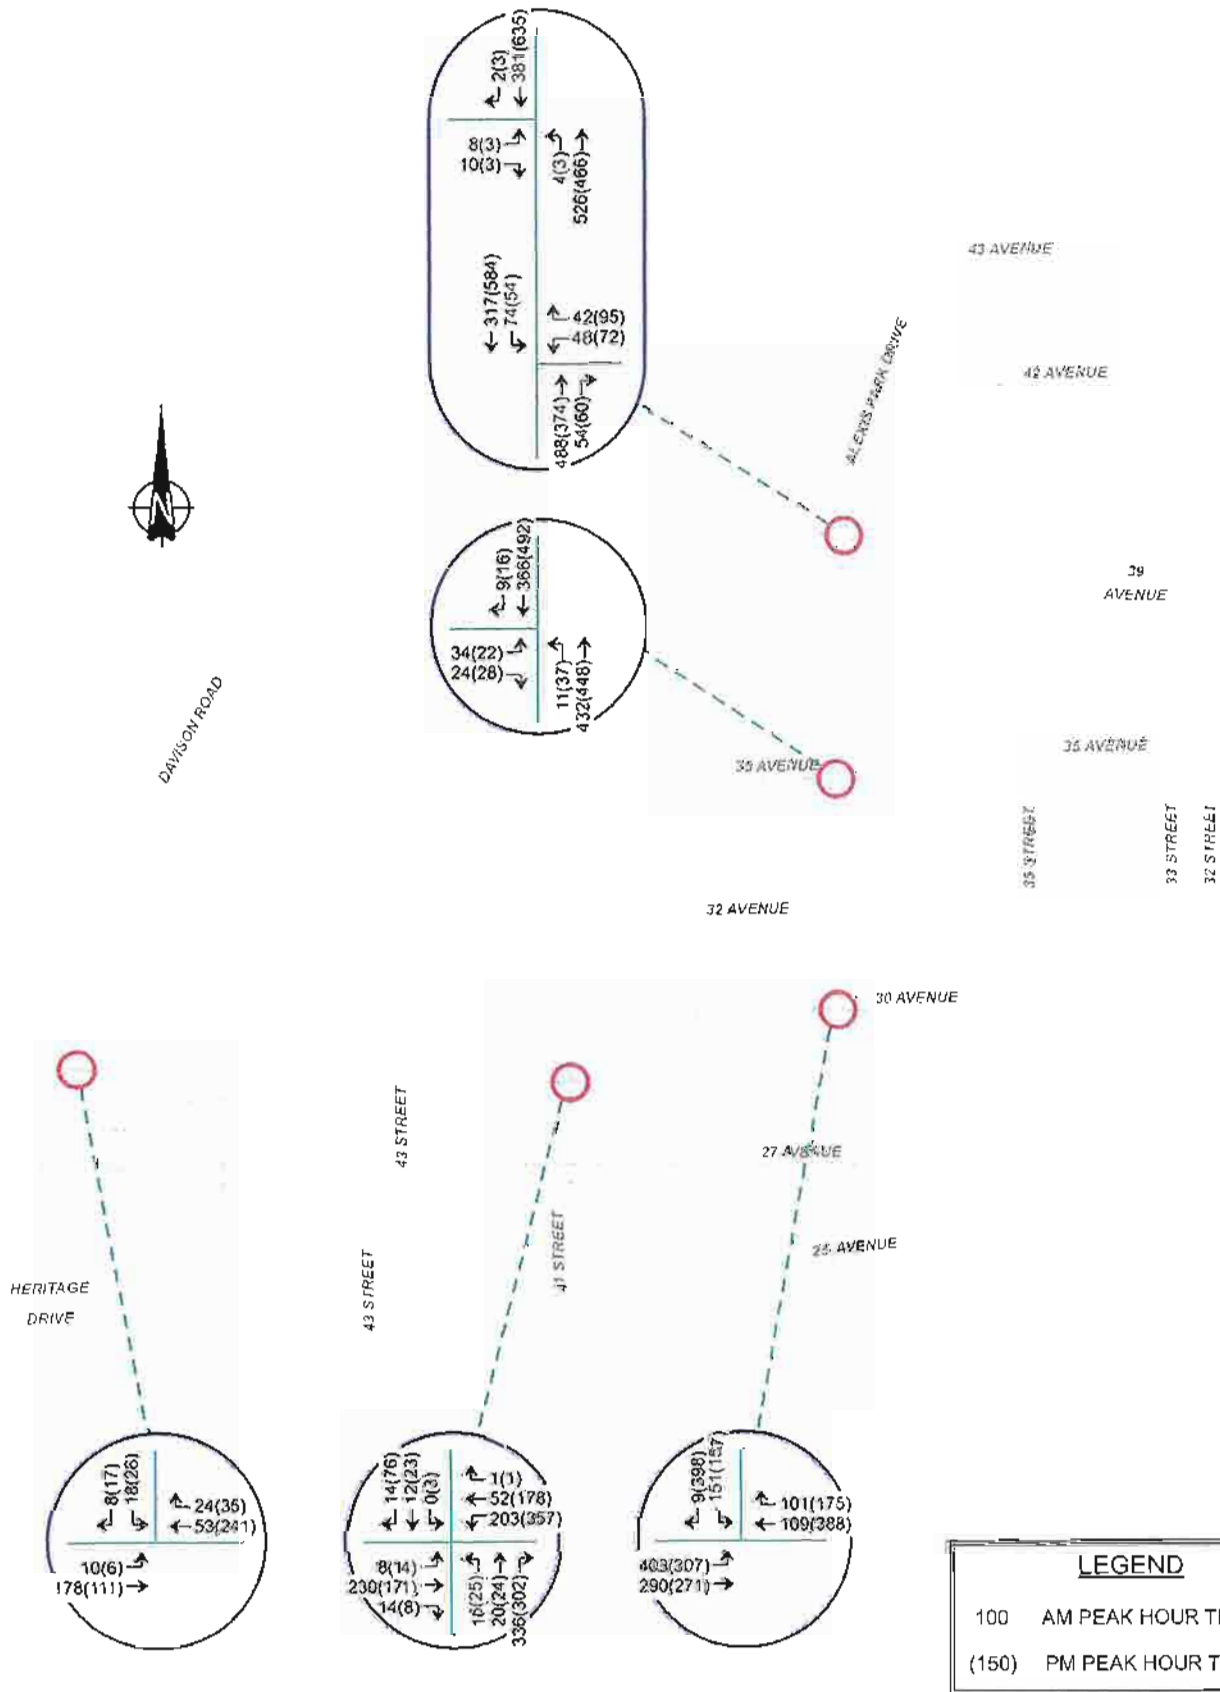 2(3)
381(635)
8(3)
10(3)
4(3)
526(466)
317(584)
74(54)
42(95)
48(72)
488(374)
54(60)
43 AVENUE
42 AVENUE
ALEXIS PARK DRIVE
N
9(16)
366(492)
34(22)
24(28)
11(37)
432(448)
39
AVENUE
DAVISON ROAD
35 AVENUE
35 AVENUE
35 STREET
33 STREET
32 STREET
32 AVENUE
30 AVENUE
43 STREET
27 AVENUE
41 STREET
25 AVENUE
43 STREET
HERITAGE
DRIVE
8(17)
18(26)
24(35)
53(241)
10(6)
178(111)
14(76)
12(23)
0(3)
1(1)
52(178)
203(357)
8(14)
230(171)
14(8)
16(25)
20(24)
336(302)
9(398)
151(157)
101(175)
109(388)
403(307)
290(271)
LEGEND
100 AM PEAK HOUR
(150) PM PEAK HOUR